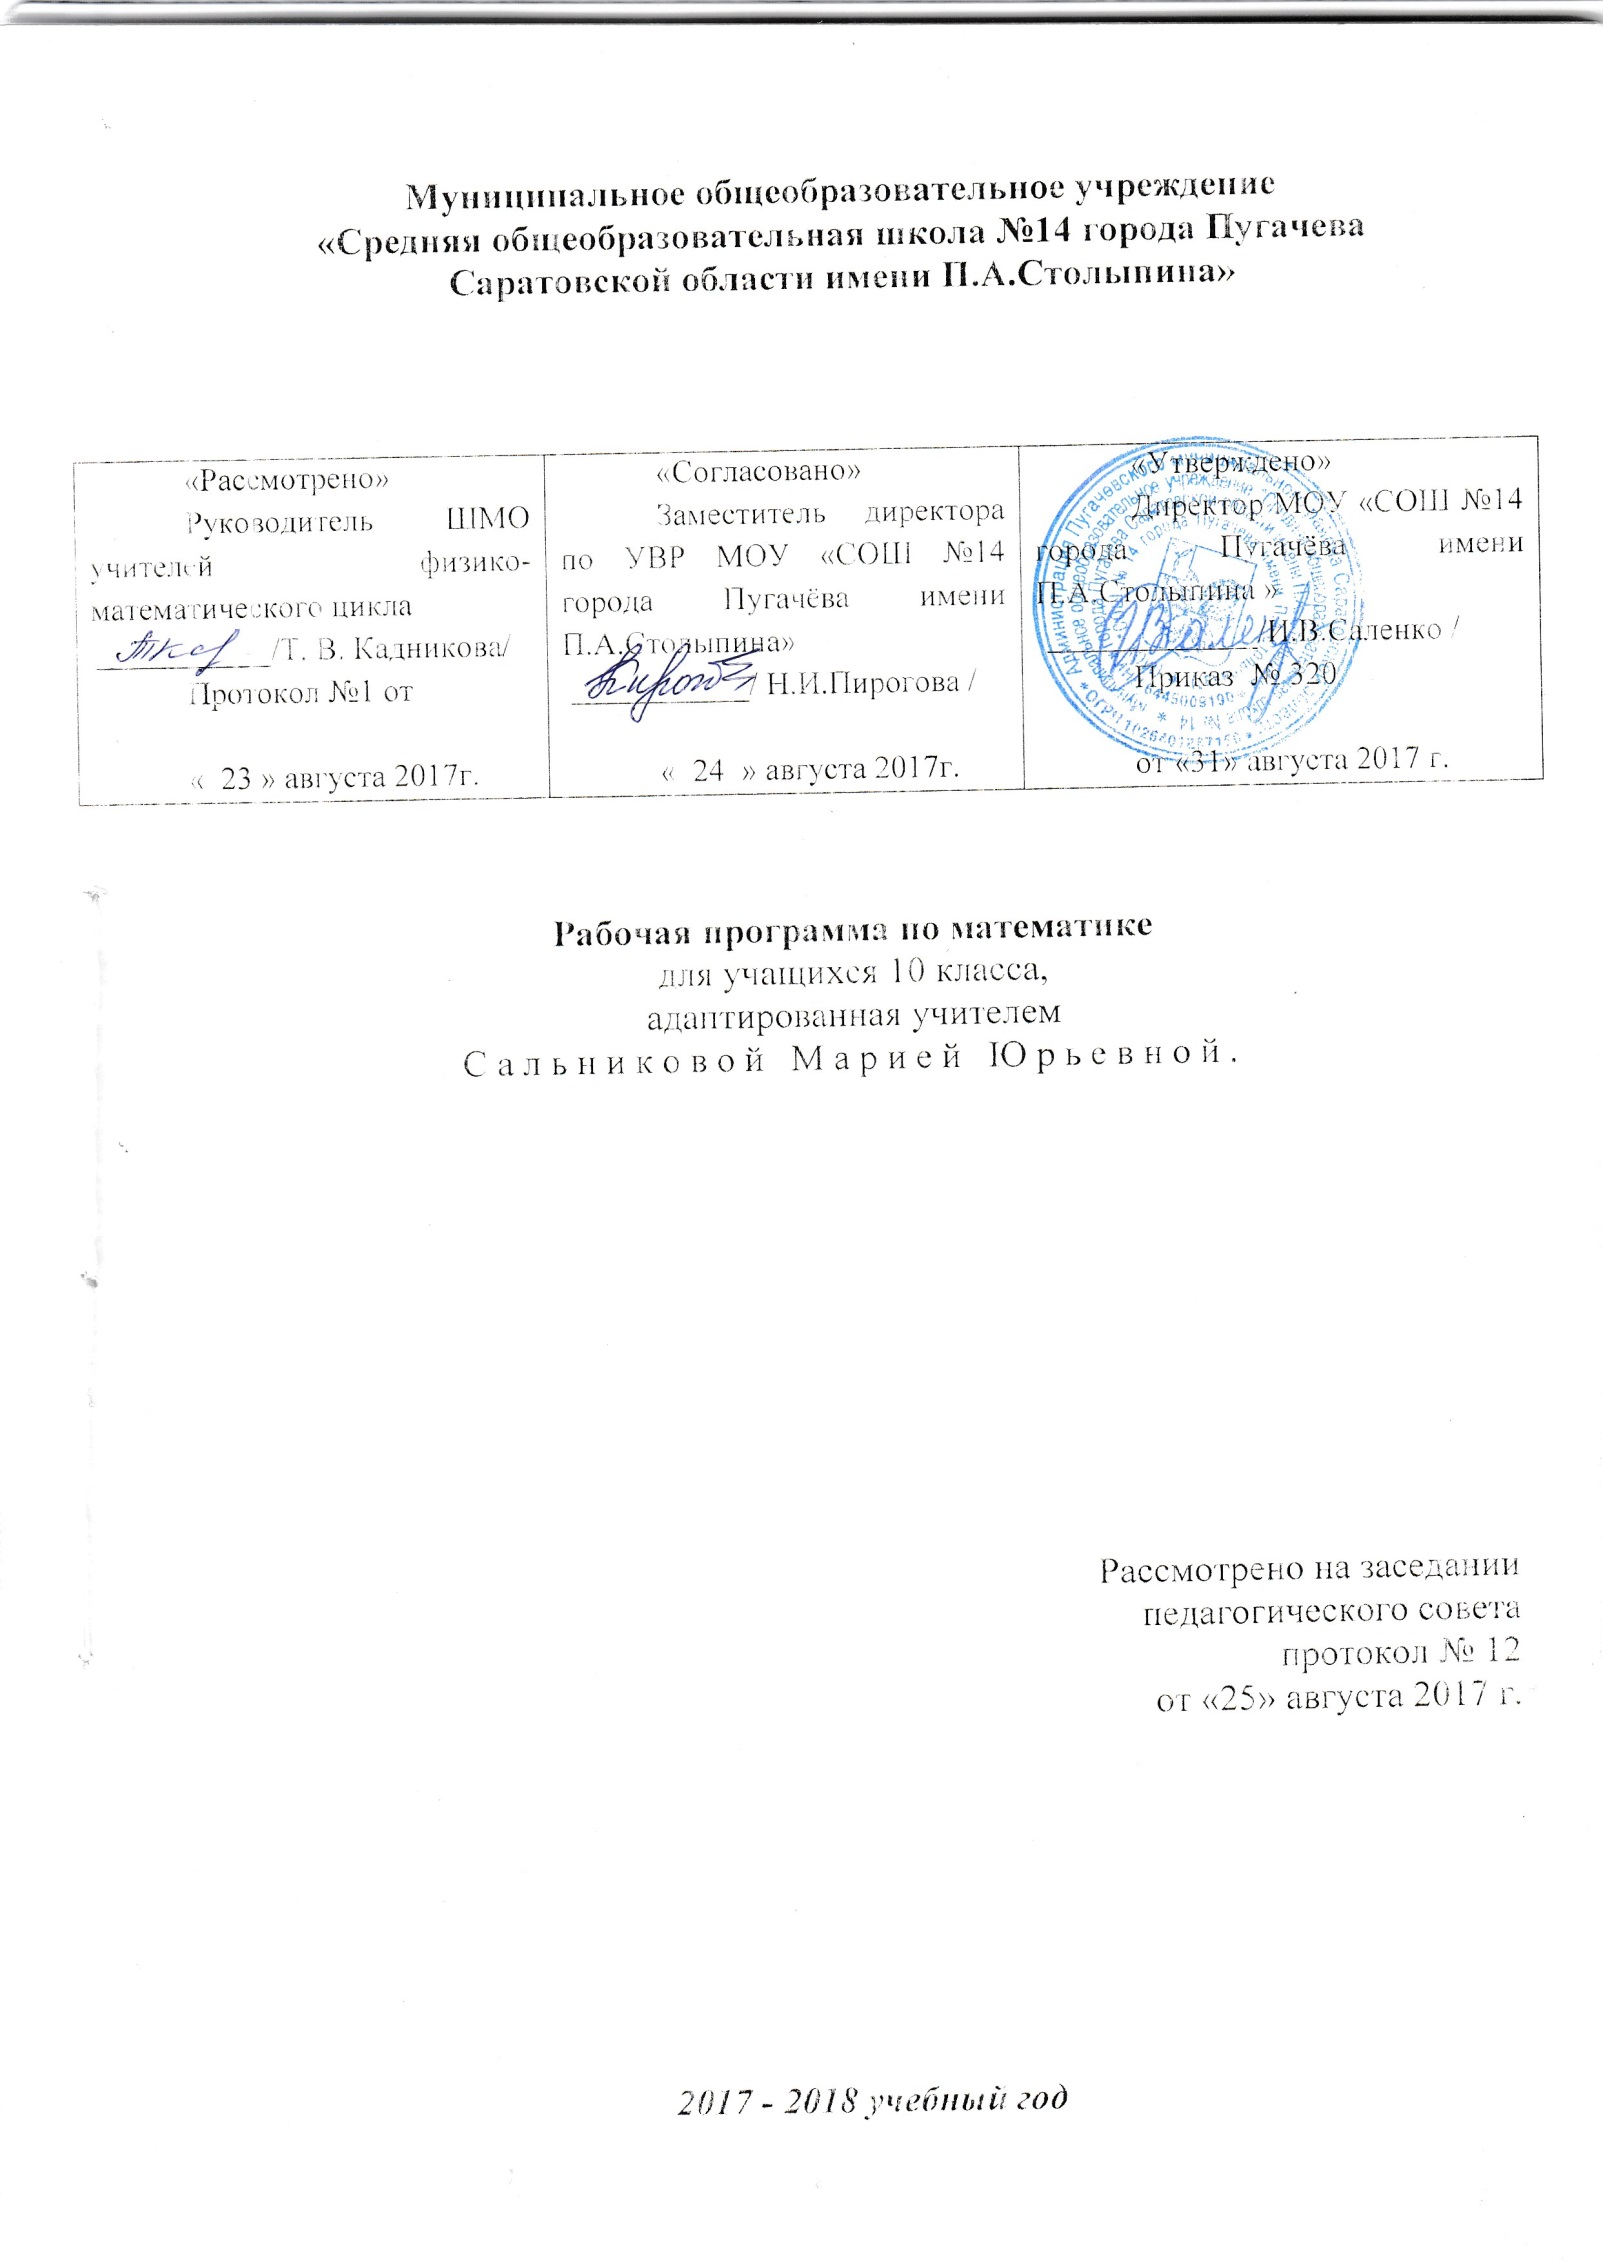 Муниципальное общеобразовательное учреждение
«Средняя общеобразовательная школа №14 города Пугачева
Саратовской области имени П.А.Столыпина»
«Рассмотрено»
Руководитель ШМО
учителей физико-
математического цикла
/Т. В. Кадникова/
Протокол №1 от
« 23 » августа 2017г.
«Согласовано»
Заместитель директора
по УВР МОУ «СОШ №14
города Пугачёва имени
П.А.Столыпина»
/ Н.И.Пирогова /
« 24 » августа 2017г.
«Утверждено»
Директор МОУ «СОШ №14
города Пугачёва имени
П.А.Столыпина »
И.В.Саленко /
Приказ № 320
от «31» августа 2017 г.
Рабочая программа по математике
для учащихся 10 класса,
адаптированная учителем
Сальниковой Марией Юрьевной.
Рассмотрено на заседании
педагогического совета
протокол № 12
от «25» августа 2017 г.
2017 - 2018 учебный год